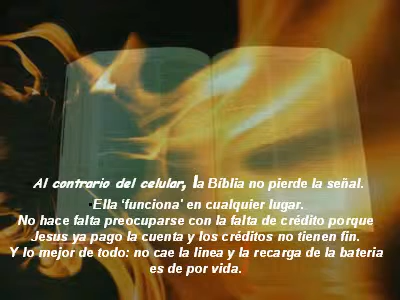 Al contrario del celular, la Bíblia no pierde la señal.
•Ella ‘funciona’ en cualquier lugar.
No hace falta preocuparse con la falta de crédito porque
Jesus ya pago la cuenta y los créditos no tienen fin.
Y lo mejor de todo: no cae la linea y la recarga de la bateria
es de por vida.